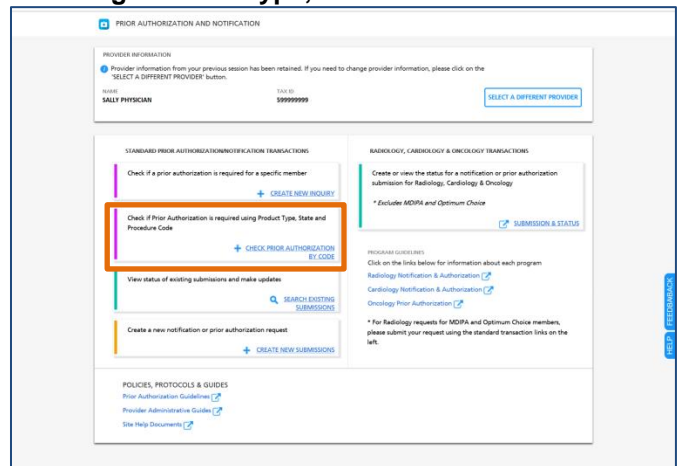 PRIOR AUTHORIZATION AND NOTIFICATION
PROVIDER INFORMATION
Provider information from your previous session has been retained. If you need to change provider information, please click on the
'SELECT A DIFFERENT PROVIDER' button.
NAME
SALLY PHYSICIAN
TAX ID
599999999
SELECT A DIFFERENT PROVIDER
STANDARD PRIOR AUTHORIZATION/NOTIFICATION TRANSACTIONS
Check if a prior authorization is required for a specific member
+ CREATE NEW INQUIRY
Check if Prior Authorization is required using Product Type, State and
Procedure Code
+ CHECK PRIOR AUTHORIZATION
BY CODE
View status of existing submissions and make updates
SEARCH EXISTING
SUBMISSIONS
Create a new notification or prior authorization request
+ CREATE NEW SUBMISSIONS
RADIOLOGY, CARDIOLOGY & ONCOLOGY TRANSACTIONS
Create or view the status for a notification or prior authorization
submission for Radiology, Cardiology & Oncology
* Excludes MDIPA and Optimum Choice
SUBMISSION & STATUS
PROGRAM GUIDELINES
Click on the links below for information about each program
Radiology Notification & Authorization
Cardiology Notification & Authorization
Oncology Prior Authorization
* For Radiology requests for MDIPA and Optimum Choice members,
please submit your request using the standard transaction links on the
left.
POLICIES, PROTOCOLS & GUIDES
Prior Authorization Guidelines
Provider Administrative Guides
Site Help Documents
HELP
FEEDBACK